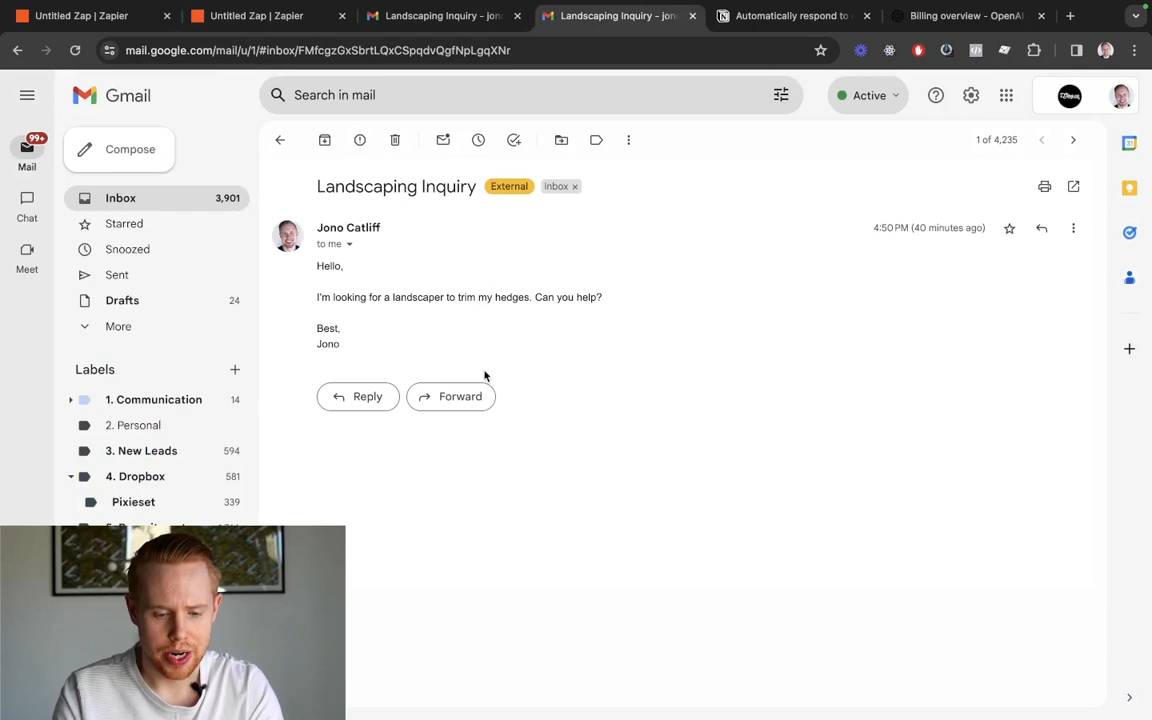 Untitled Zap | Zapier
Untitled Zap | Zapier
Landscaping Inquiry - jon
Landscaping Inquiry - jono
Automatically respond to
Billing overview - OpenAI
mail.google.com/mail/u/1/#inbox/FMfcgzGxSbrtLQxCSpqdvQgfNpLgqXNr
Gmail
Search in mail
Active
99+
Mail
Chat
Meet
Compose
1 of 4,235
Inbox 3,901
Starred
Snoozed
Sent
Drafts 24
More
Labels
1. Communication 14
2. Personal
3. New Leads 594
4. Dropbox 581
Pixieset 339
Landscaping Inquiry External Inbox ×
Jono Catliff 4:50 PM (40 minutes ago)
to me
Hello,
I'm looking for a landscaper to trim my hedges. Can you help?
Best,
Jono
Reply Forward
31